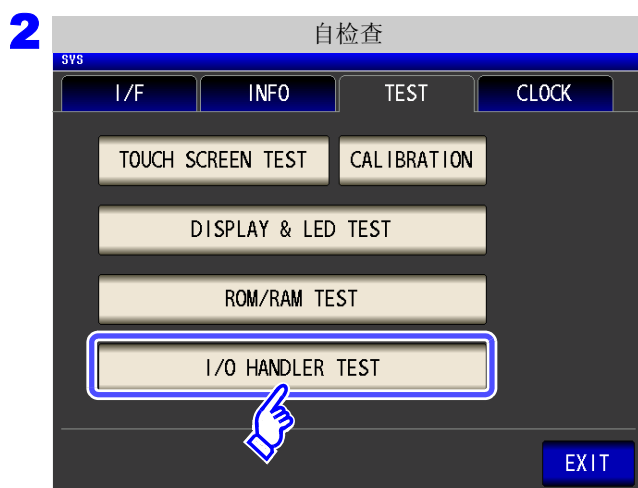 2
自检查
SYS
I/F INFO TEST CLOCK
TOUCH SCREEN TEST CALIBRATION
DISPLAY & LED TEST
ROM/RAM TEST
I/O HANDLER TEST
EXIT